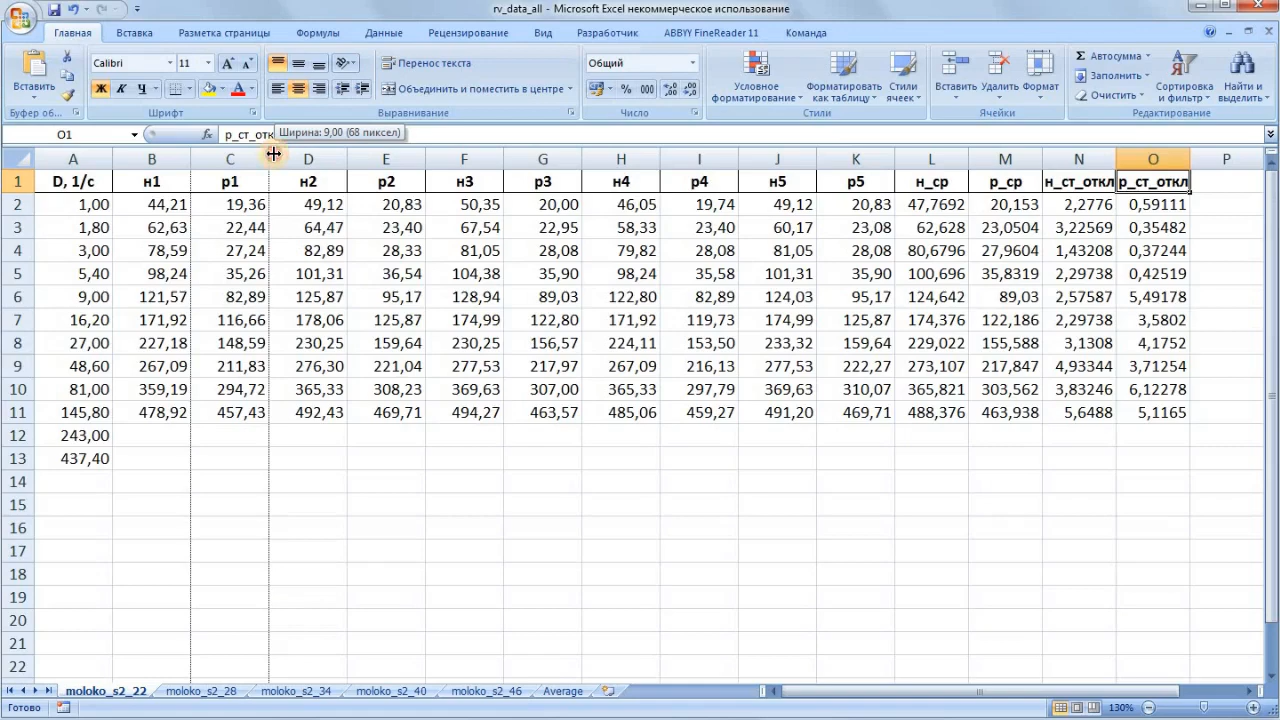 rv_data_all - Microsoft Excel некоммерческое использование
Главная Вставка Разметка страницы Формулы Данные Рецензирование Вид Разработчик ABBYY FineReader 11 Команда
Calibri 11 Перенос текста Общий Автосумма
Вставить Ж К Ч Объединить и поместить в центре % 000 Условное форматирование Форматировать как таблицу Стили ячеек Вставить Удалить Формат Заполнить Очистить Сортировка и фильтр Найти и выделить
Буфер об... Шрифт Выравнивание Число Стили Ячейки Редактирование
O1 fx р_ст_отк Ширина: 9,00 (68 пиксел)
A B C D E F G H I J K L M N O P
1 D, 1/с н1 р1 н2 р2 н3 р3 н4 р4 н5 р5 н_ср р_ср н_ст_откл р_ст_откл
2 1,00 44,21 19,36 49,12 20,83 50,35 20,00 46,05 19,74 49,12 20,83 47,7692 20,153 2,2776 0,59111
3 1,80 62,63 22,44 64,47 23,40 67,54 22,95 58,33 23,40 60,17 23,08 62,628 23,0504 3,22569 0,35482
4 3,00 78,59 27,24 82,89 28,33 81,05 28,08 79,82 28,08 81,05 28,08 80,6796 27,9604 1,43208 0,37244
5 5,40 98,24 35,26 101,31 36,54 104,38 35,90 98,24 35,58 101,31 35,90 100,696 35,8319 2,29738 0,42519
6 9,00 121,57 82,89 125,87 95,17 128,94 89,03 122,80 82,89 124,03 95,17 124,642 89,03 2,57587 5,49178
7 16,20 171,92 116,66 178,06 125,87 174,99 122,80 171,92 119,73 174,99 125,87 174,376 122,186 2,29738 3,5802
8 27,00 227,18 148,59 230,25 159,64 230,25 156,57 224,11 153,50 233,32 159,64 229,022 155,588 3,1308 4,1752
9 48,60 267,09 211,83 276,30 221,04 277,53 217,97 267,09 216,13 277,53 222,27 273,107 217,847 4,93344 3,71254
10 81,00 359,19 294,72 365,33 308,23 369,63 307,00 365,33 297,79 369,63 310,07 365,821 303,562 3,83246 6,12278
11 145,80 478,92 457,43 492,43 469,71 494,27 463,57 485,06 459,27 491,20 469,71 488,376 463,938 5,6488 5,1165
12 243,00
13 437,40
14
15
16
17
18
19
20
21
22
moloko_s2_22 moloko_s2_28 moloko_s2_34 moloko_s2_40 moloko_s2_46 Average
Готово 130%